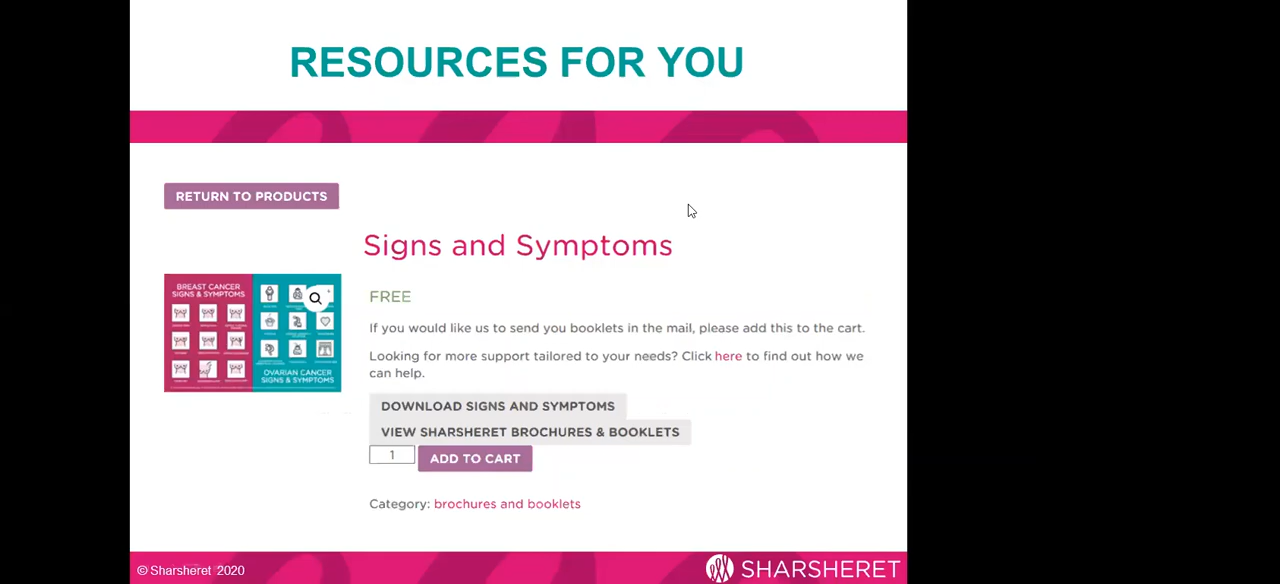 RESOURCES FOR YOU
RETURN TO PRODUCTS
Signs and Symptoms
BREAST CANCER
SIGNS & SYMPTOMS
OVARIAN CANCER
SIGNS & SYMPTOMS
FREE
If you would like us to send you booklets in the mail, please add this to the cart.
Looking for more support tailored to your needs? Click here to find out how we
can help.
DOWNLOAD SIGNS AND SYMPTOMS
VIEW SHARSHERET BROCHURES & BOOKLETS
1
ADD TO CART
Category: brochures and booklets
© Sharsheret 2020
SHARSHERET